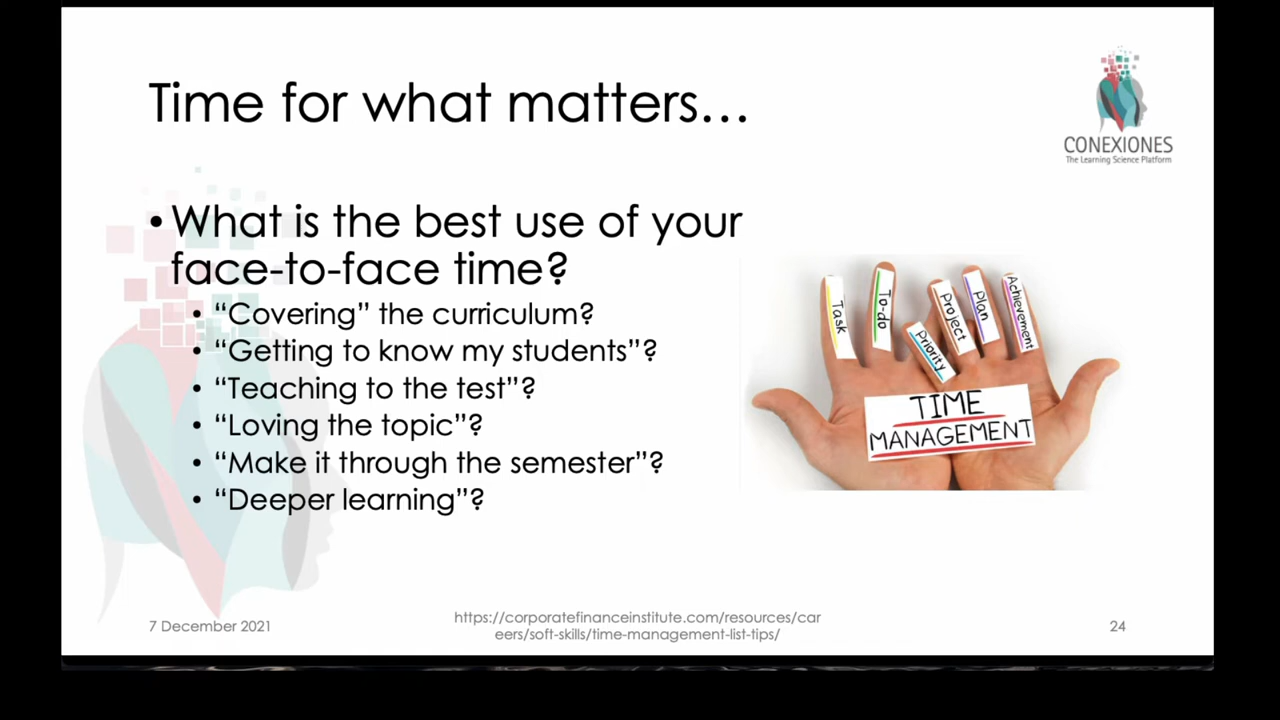 Time for what matters…
CONEXIONES
The Learning Science Platform
• What is the best use of your
face-to-face time?
• “Covering” the curriculum?
• “Getting to know my students”?
• “Teaching to the test”?
• “Loving the topic”?
• “Make it through the semester”?
• “Deeper learning”?
Task
To-do
Priority
Project
Plan
Achievement
TIME
MANAGEMENT
7 December 2021
https://corporatefinanceinstitute.com/resources/car
eers/soft-skills/time-management-list-tips/
24